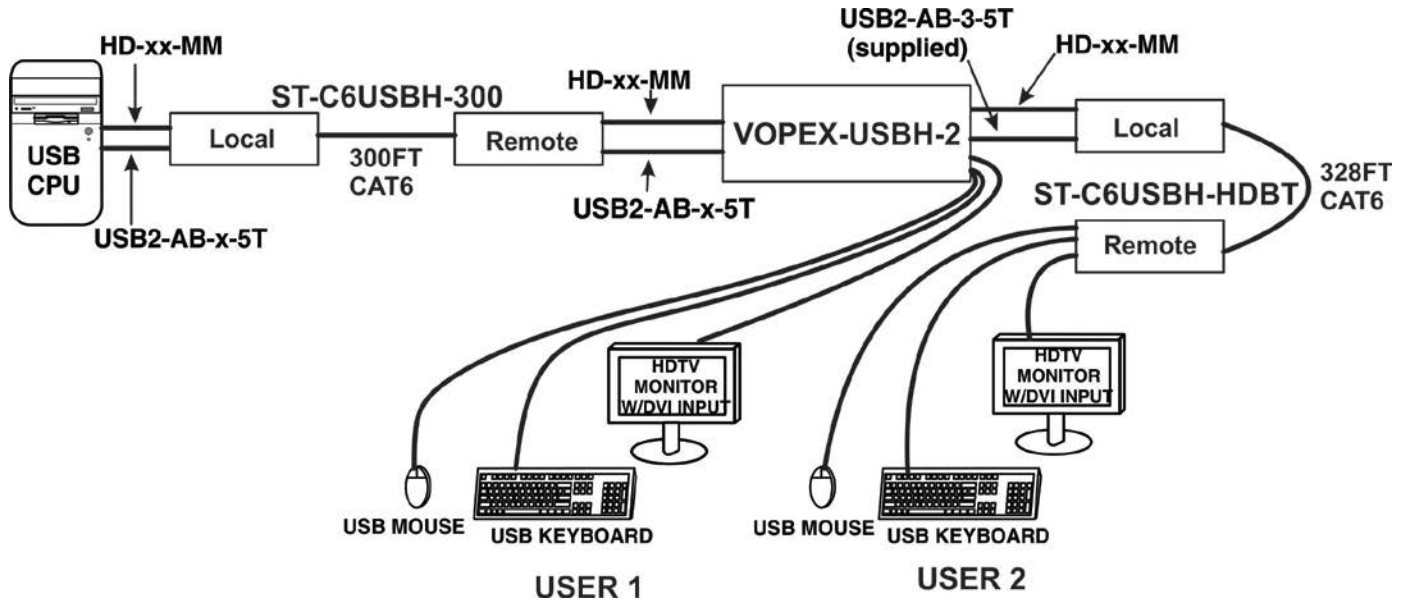 USB2-AB-3-5T
(supplied)
HD-xx-MM
HD-xx-MM
HD-xx-MM
ST-C6USBH-300
USB
CPU
Local
300FT
CAT6
Remote
VOPEX-USBH-2
Local
328FT
CAT6
ST-C6USBH-HDBT
USB2-AB-x-5T
USB2-AB-x-5T
Remote
HDTV
MONITOR
W/DVI INPUT
HDTV
MONITOR
W/DVI INPUT
USB MOUSE
USB KEYBOARD
USB MOUSE
USB KEYBOARD
USER 1
USER 2